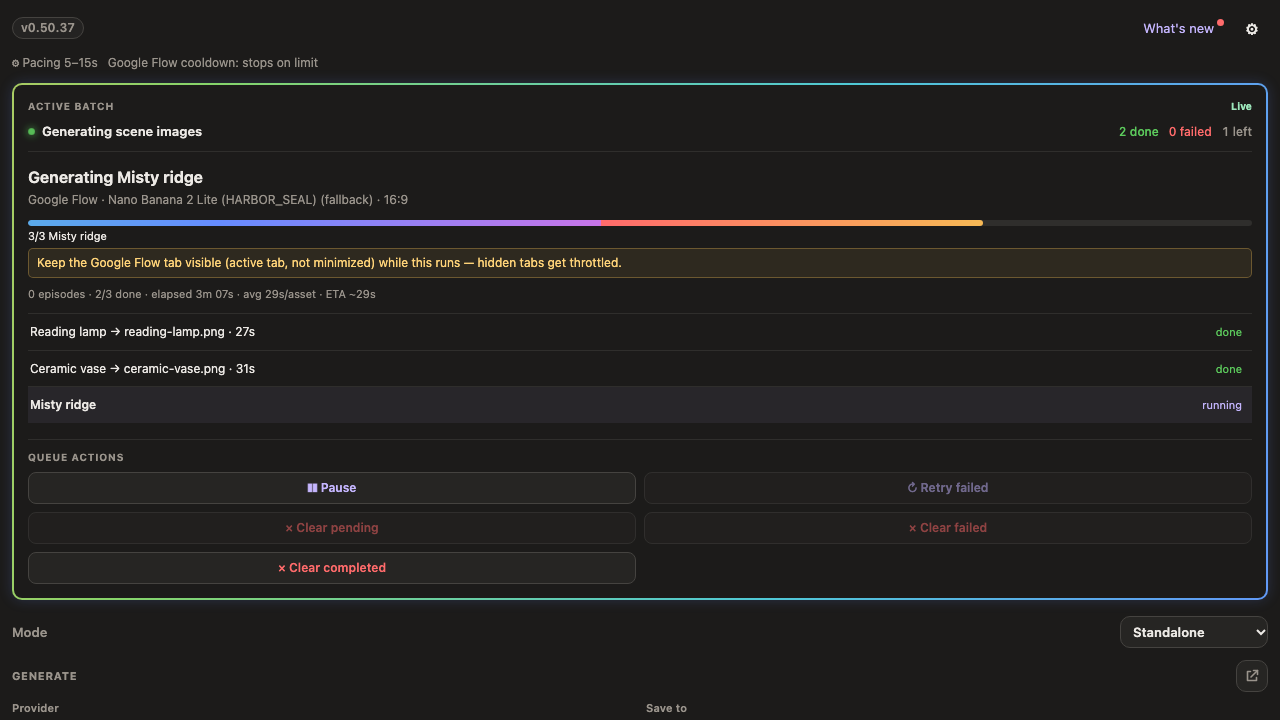 v0.50.37
What's new
⚙
⚙ Pacing 5–15s Google Flow cooldown: stops on limit
ACTIVE BATCH
Live
Generating scene images
2 done 0 failed 1 left
Generating Misty ridge
Google Flow · Nano Banana 2 Lite (HARBOR_SEAL) (fallback) · 16:9
3/3 Misty ridge
Keep the Google Flow tab visible (active tab, not minimized) while this runs — hidden tabs get throttled.
0 episodes · 2/3 done · elapsed 3m 07s · avg 29s/asset · ETA ~29s
Reading lamp → reading-lamp.png · 27s
done
Ceramic vase → ceramic-vase.png · 31s
done
Misty ridge
running
QUEUE ACTIONS
Pause
↻ Retry failed
× Clear pending
× Clear failed
× Clear completed
Mode
Standalone
GENERATE
Provider
Save to